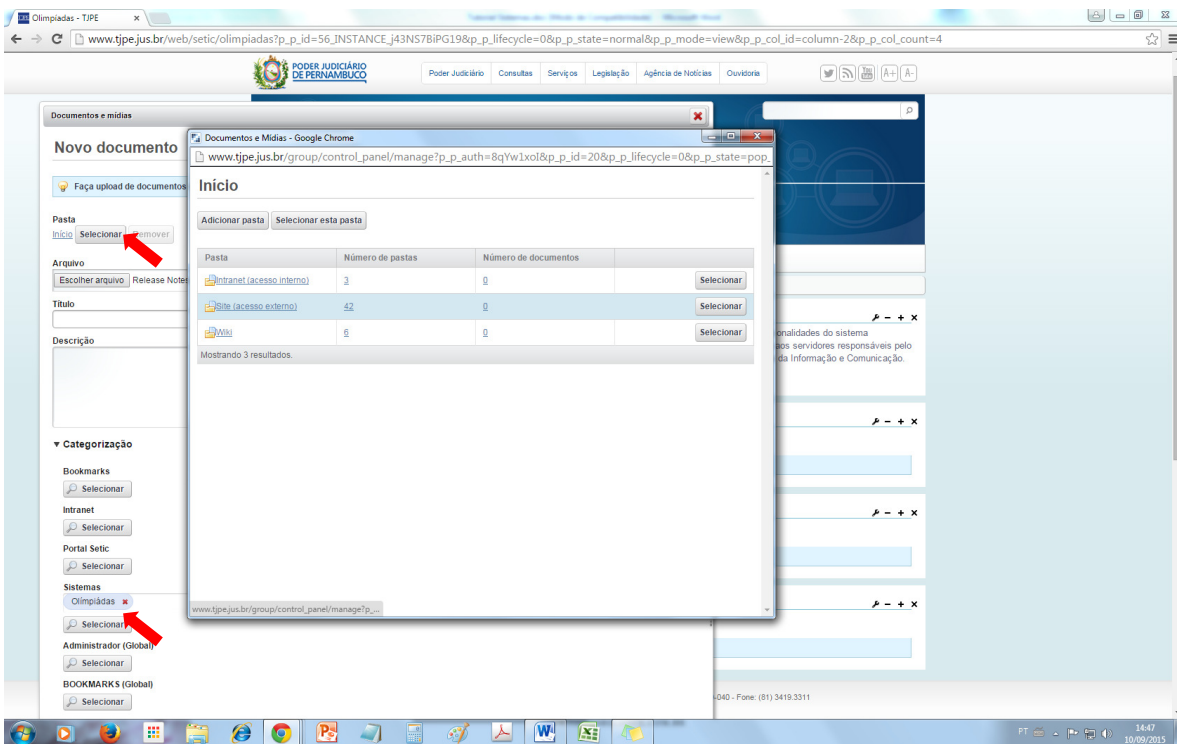 Olimpíadas - TJPE
www.tjpe.jus.br/web/setic/olimpiadas?p_p_id=56_INSTANCE_j43NS7BiPG19&p_p_lifecycle=0&p_p_state=normal&p_p_mode=view&p_p_col_id=column-2&p_p_col_count=4
PODER JUDICIÁRIO
DE PERNAMBUCO
Poder Judiciário Consultas Serviços Legislação Agência de Notícias Ouvidoria
You Tube A+ A-
Documentos e mídias
Novo documento
Faça upload de documentos
Pasta
Início Selecionar Remover
Arquivo
Escolher arquivo Release Notes
Título
Descrição
Categorização
Bookmarks
Selecionar
Intranet
Selecionar
Portal Setic
Selecionar
Sistemas
Olímpiádas
Selecionar
Administrador (Global)
Selecionar
BOOKMARKS (Global)
Selecionar
Documentos e Mídias - Google Chrome
www.tjpe.jus.br/group/control_panel/manage?p_p_auth=8qYw1xoI&p_p_id=20&p_p_lifecycle=0&p_p_state=pop_
Início
Adicionar pasta Selecionar esta pasta
Pasta Número de pastas Número de documentos
Intranet (acesso interno) 3 0 Selecionar
Site (acesso externo) 42 0 Selecionar
Wiki 6 0 Selecionar
Mostrando 3 resultados.
www.tjpe.jus.br/group/control_panel/manage?p_...
onalidades do sistema
aos servidores responsáveis pelo
da Informação e Comunicação.
-040 - Fone: (81) 3419.3311
PT 14:47
10/09/2015